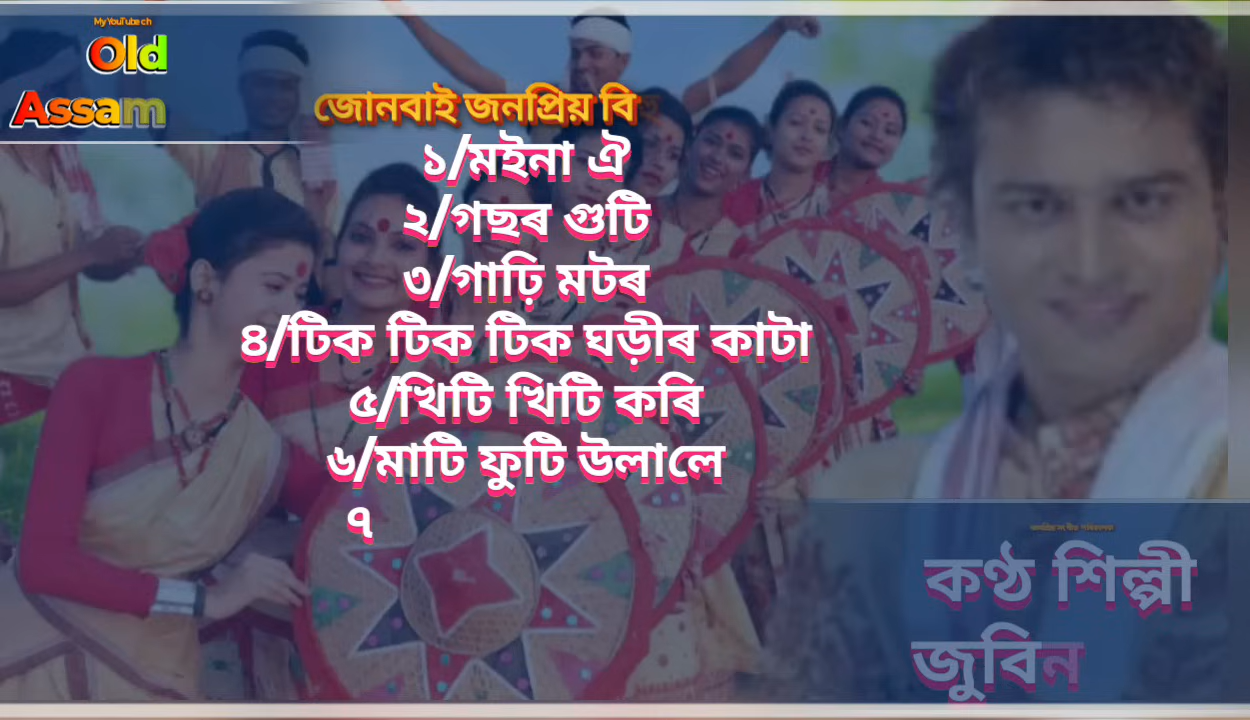 My YouTube ch
Old
Assam
জোনবাই জনপ্ৰিয় বি
১/মইনা ঐ
২/গছৰ গুটি
৩/গাঢ়ি মটৰ
৪/টিক টিক টিক ঘড়ীৰ কাটা
৫/খিটি খিটি কৰি
৬/মাটি ফুটি উলালে
৭
কণ্ঠ শিল্পী
জুবিন